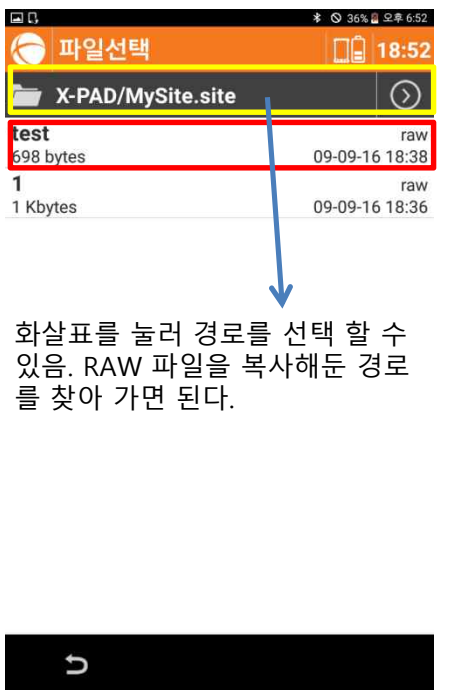 36% 오후 6:52
파일선택 18:52
X-PAD/MySite.site
test raw
698 bytes 09-09-16 18:38
1 raw
1 Kbytes 09-09-16 18:36
화살표를 눌러 경로를 선택 할 수
있음. RAW 파일을 복사해둔 경로
를 찾아 가면 된다.